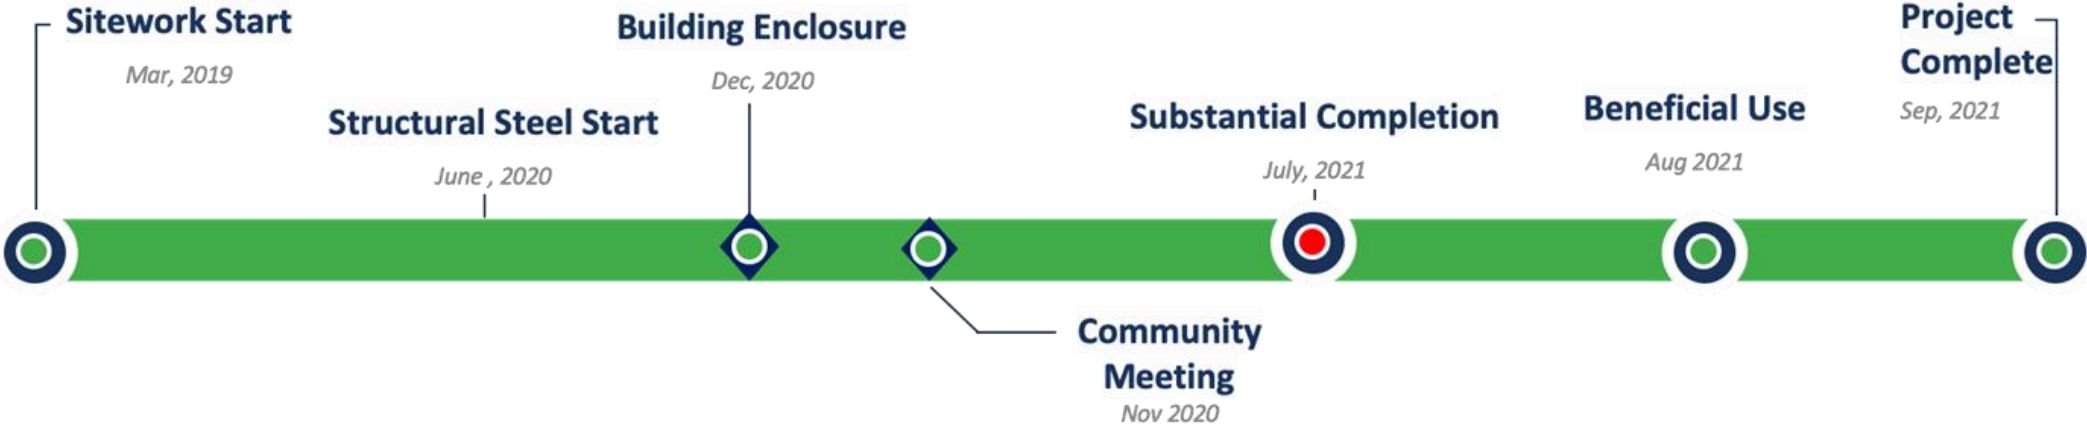 Sitework Start
Mar, 2019
Structural Steel Start
June , 2020
Building Enclosure
Dec, 2020
Community
Meeting
Nov 2020
Substantial Completion
July, 2021
Beneficial Use
Aug 2021
Project
Complete
Sep, 2021